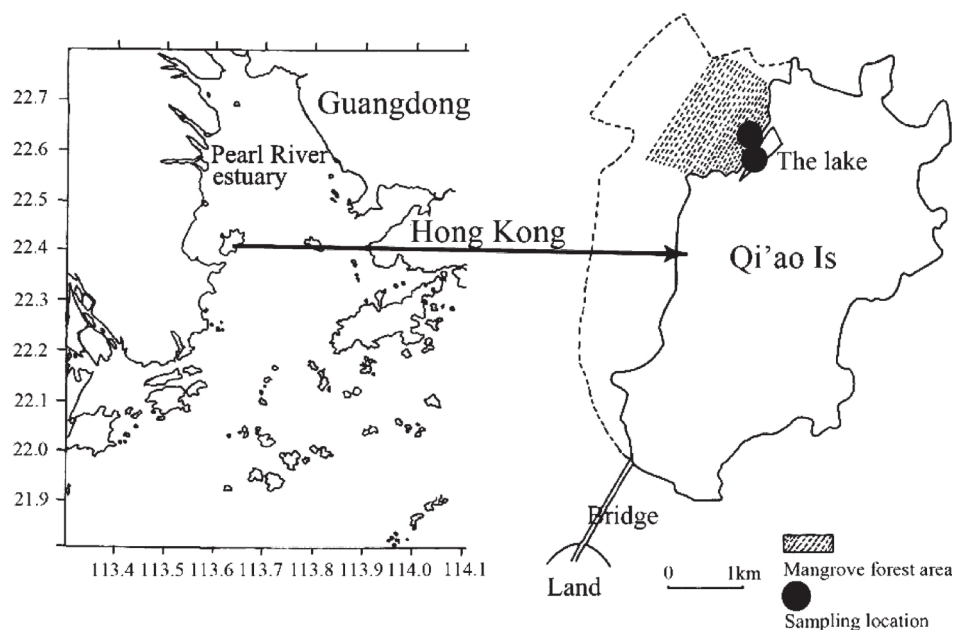 22.7
22.6
22.5
22.4
22.3
22.2
22.1
22.0
21.9
113.4 113.5 113.6 113.7 113.8 113.9 114.0 114.1
Guangdong
Pearl River
estuary
Hong Kong
The lake
Qi’ao Is
Bridge
Land
0 1km
Mangrove forest area
Sampling location